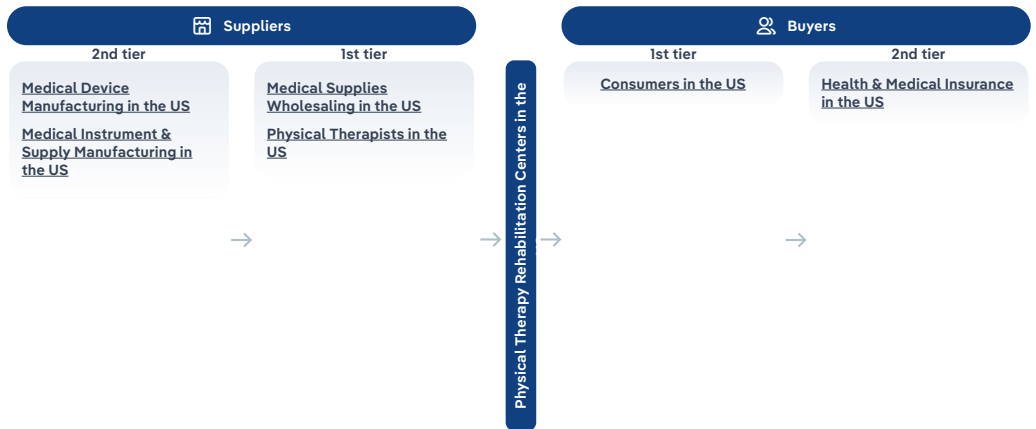 Suppliers
Buyers
2nd tier
1st tier
1st tier
2nd tier
Medical Device
Manufacturing in the US
Medical Instrument &
Supply Manufacturing in
the US
Medical Supplies
Wholesaling in the US
Physical Therapists in the
US
Physical Therapy Rehabilitation Centers in the
Consumers in the US
Health & Medical Insurance
in the US